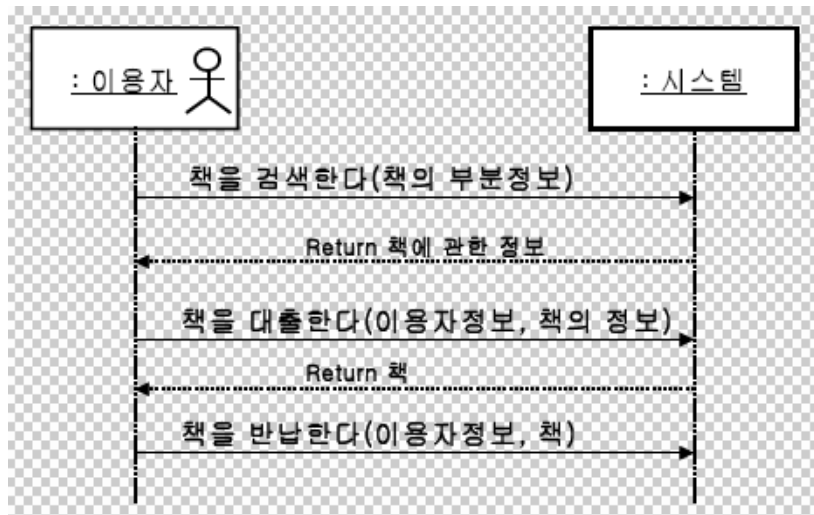 : 이용자
: 시스템
책을 검색한다(책의 부분정보)
Return 책에 관한 정보
책을 대출한다(이용자정보, 책의 정보)
Return 책
책을 반납한다(이용자정보, 책)